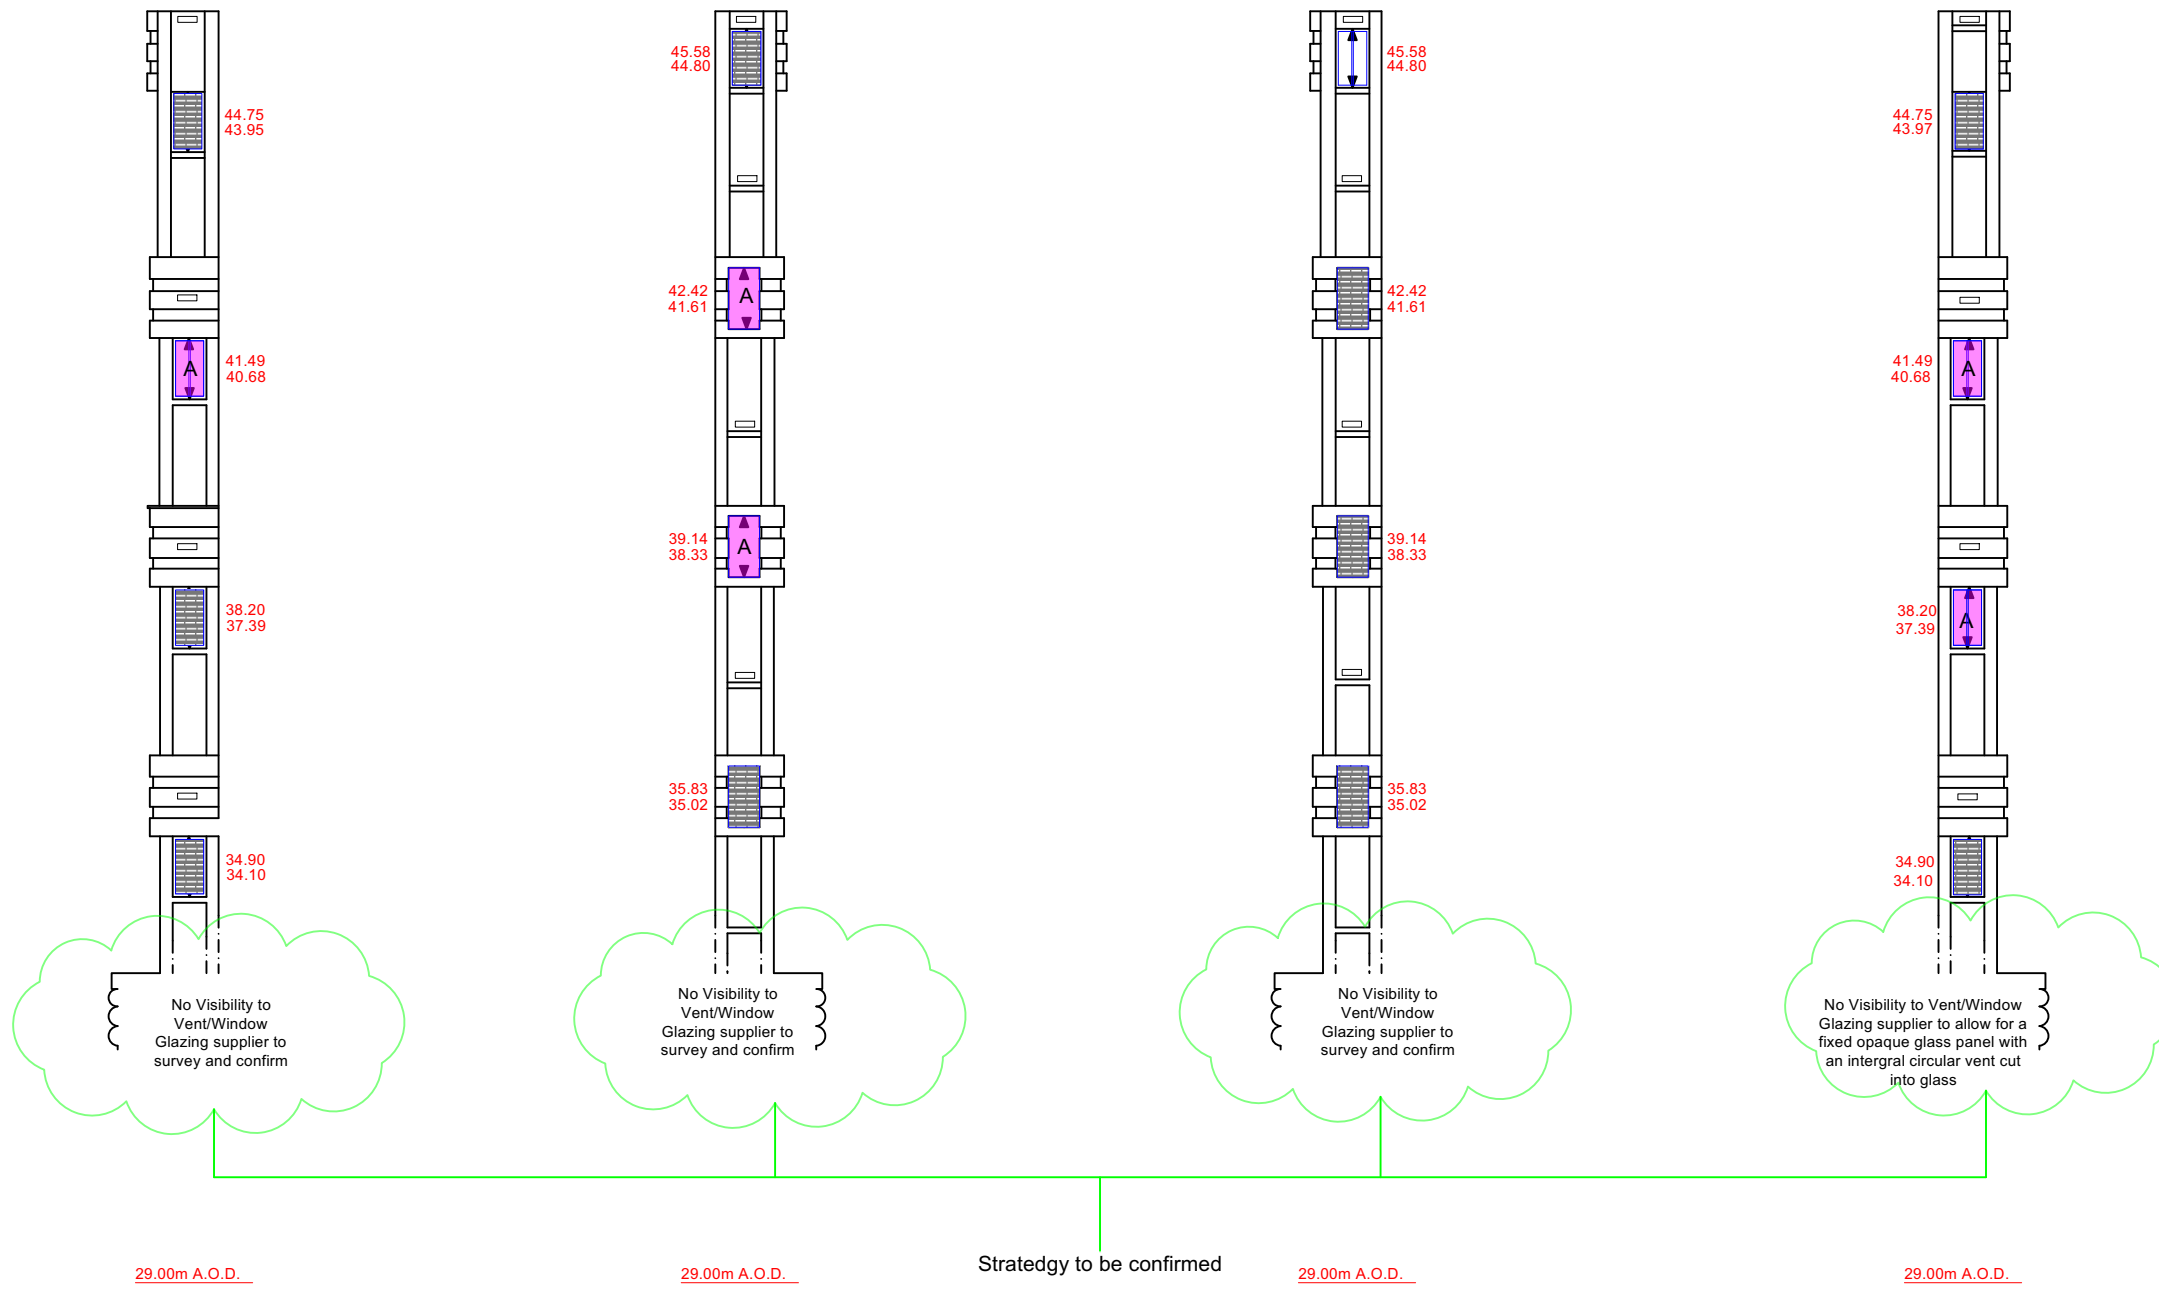 45.58
44.80
45.58
44.80
44.75
43.95
44.75
43.97
42.42
41.61
A
42.42
41.61
A
41.49
40.68
41.49
40.68
A
39.14
38.33
A
39.14
38.33
38.20
37.39
38.20
37.39
A
35.83
35.02
35.83
35.02
34.90
34.10
34.90
34.10
No Visibility to
Vent/Window
Glazing supplier to
survey and confirm
No Visibility to
Vent/Window
Glazing supplier to
survey and confirm
No Visibility to
Vent/Window
Glazing supplier to
survey and confirm
No Visibility to Vent/Window
Glazing supplier to allow for a
fixed opaque glass panel with
an intergral circular vent cut
into glass
Stratedgy to be confirmed
29.00m A.O.D.
29.00m A.O.D.
29.00m A.O.D.
29.00m A.O.D.